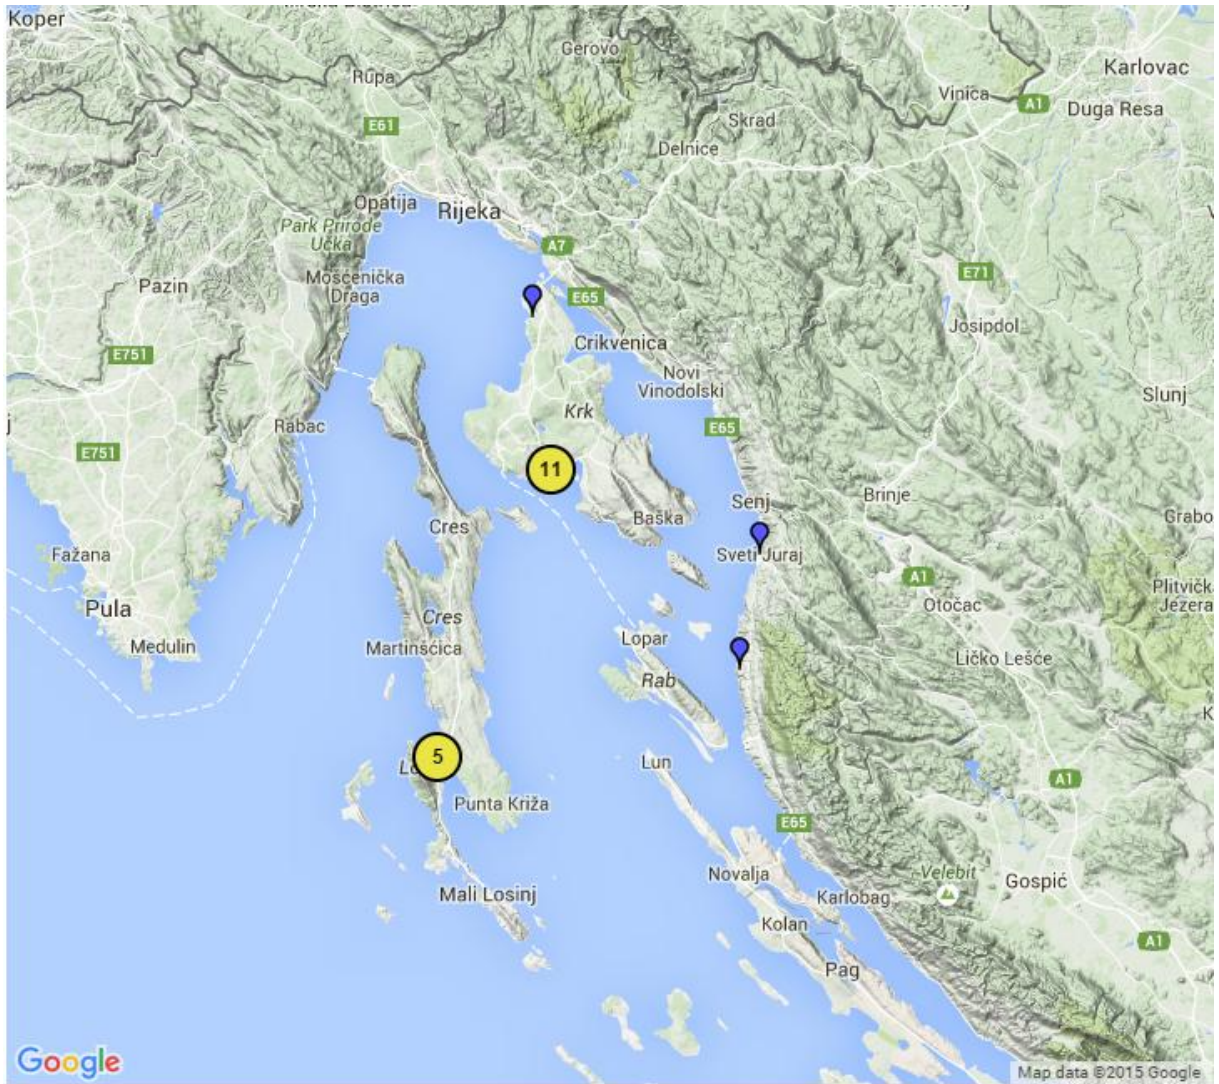 Koper
Gerovo
Karlovac
Rupa
Vinica
A1
Duga Resa
E61
Skrad
Delnice
Opatija
Rijeka
Park Prirode
Učka
A7
E71
Mošćenička
Draga
Pazin
E65
Josipdol
Crikvenica
E751
Novi
Vinodolski
Slunj
Krk
Rabac
E65
E751
11
Brinje
Senj
Baška
Grabo
Cres
Fažana
Sveti Juraj
A1
Plitvičk
Jezera
Pula
Otočac
Cres
Lopar
Medulin
Martinšćica
Ličko Lešće
Rab
K
5
Lo
Lun
A1
Punta Križa
E65
Novalja
Velebit
Gospić
Mali Losinj
Karlobag
Kolan
A1
Pag
Google
Map data ©2015 Google